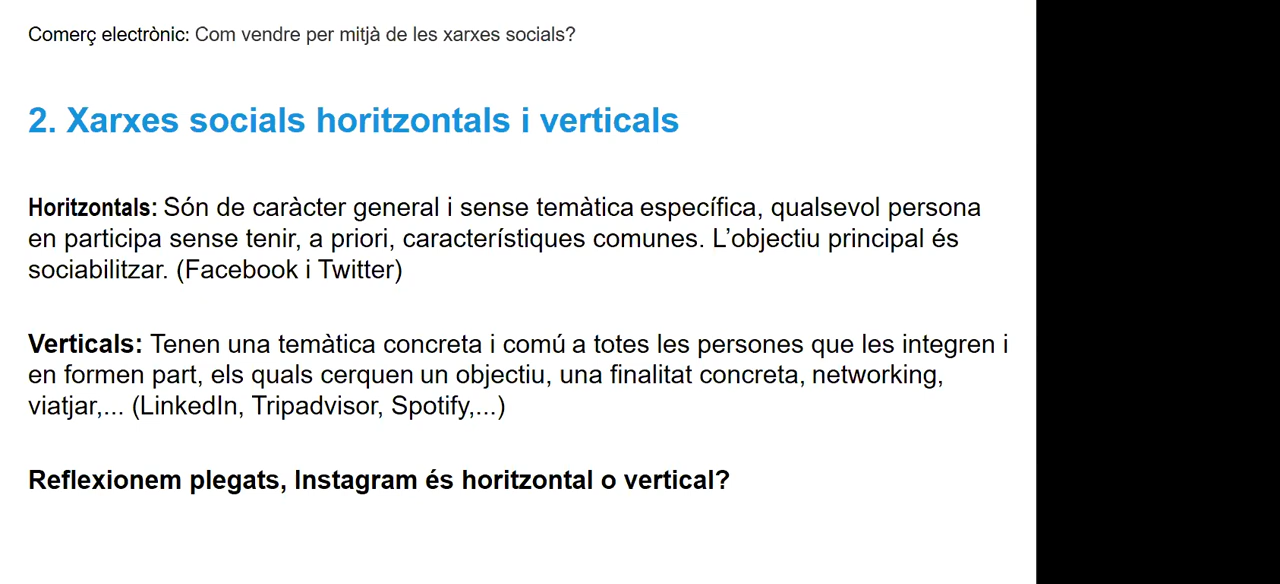 Comerç electrònic: Com vendre per mitjà de les xarxes socials?
2. Xarxes socials horitzontals i verticals
Horitzontals: Són de caràcter general i sense temàtica específica, qualsevol persona
en participa sense tenir, a priori, característiques comunes. L’objectiu principal és
sociabilitzar. (Facebook i Twitter)
Verticals: Tenen una temàtica concreta i comú a totes les persones que les integren i
en formen part, els quals cerquen un objectiu, una finalitat concreta, networking,
viatjar,... (LinkedIn, Tripadvisor, Spotify,...)
Reflexionem plegats, Instagram és horitzontal o vertical?